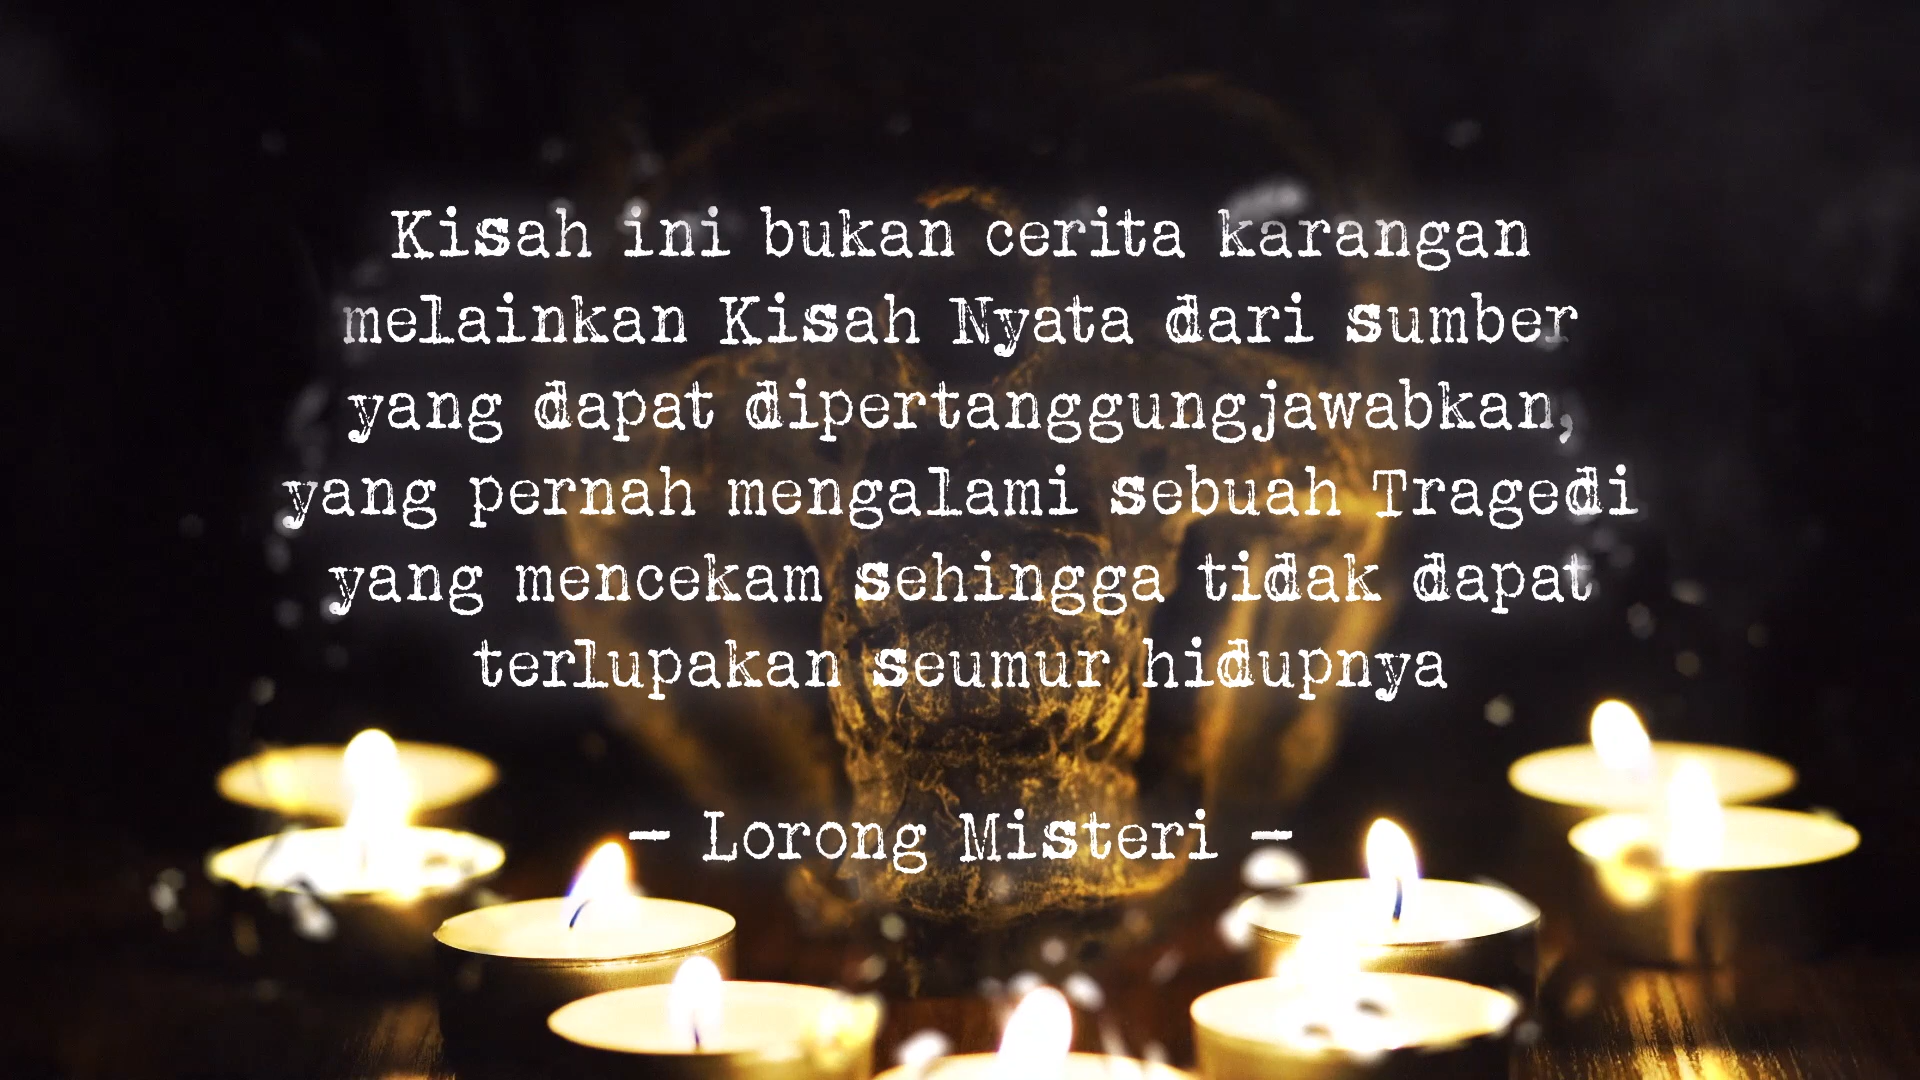 Kisah ini bukan cerita karangan
melainkan Kisah Nyata dari sumber
yang dapat dipertanggungjawabkan,
yang pernah mengalami sebuah Tragedi
yang mencekam sehingga tidak dapat
terlupakan seumur hidupnya
- Lorong Misteri -